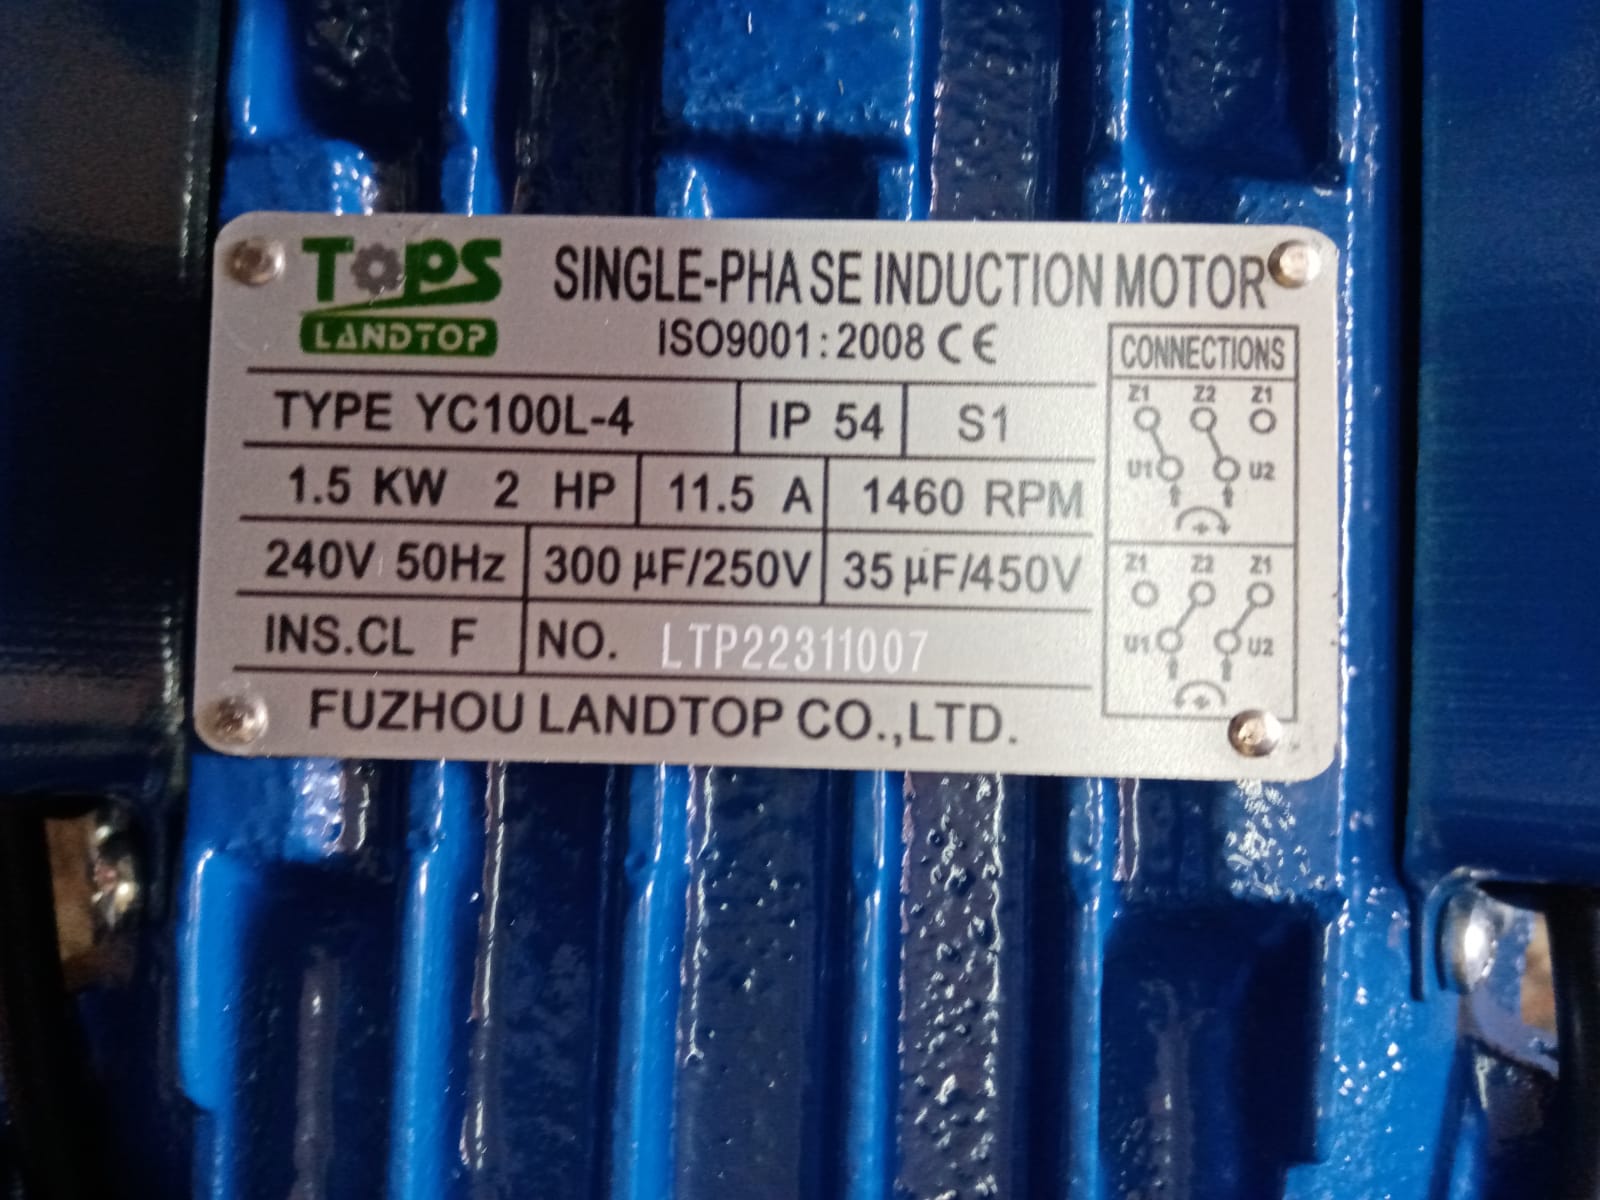 TOPS
LANDTOP
SINGLE-PHASE INDUCTION MOTOR
ISO9001:2008 CE
TYPE YC100L-4 IP 54 S1
1.5 KW 2 HP 11.5 A 1460 RPM
240V 50Hz 300 μF/250V 35 μF/450V
INS.CL F NO. LTP22311007
FUZHOU LANDTOP CO.,LTD.
CONNECTIONS
Z1 Z2 Z1
U1 U2
Z1 Z2 Z1
U1 U2